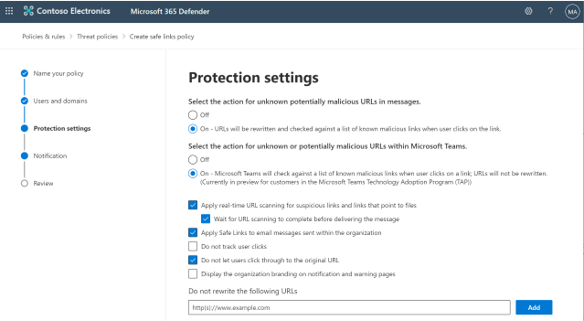 Contoso Electronics Microsoft 365 Defender ? MA
Policies & rules > Threat policies > Create safe links policy
Name your policy
Users and domains
Protection settings
Notification
Review
Protection settings
Select the action for unknown potentially malicious URLs in messages.
Off
On - URLs will be rewritten and checked against a list of known malicious links when user clicks on the link.
Select the action for unknown or potentially malicious URLs within Microsoft Teams.
Off
On - Microsoft Teams will check against a list of known malicious links when user clicks on a link; URLs will not be rewritten.
(Currently in preview for customers in the Microsoft Teams Technology Adoption Program (TAP))
Apply real-time URL scanning for suspicious links and links that point to files
Wait for URL scanning to complete before delivering the message
Apply Safe Links to email messages sent within the organization
Do not track user clicks
Do not let users click through to the original URL
Display the organization branding on notification and warning pages
Do not rewrite the following URLs
http(s)://www.example.com
Add